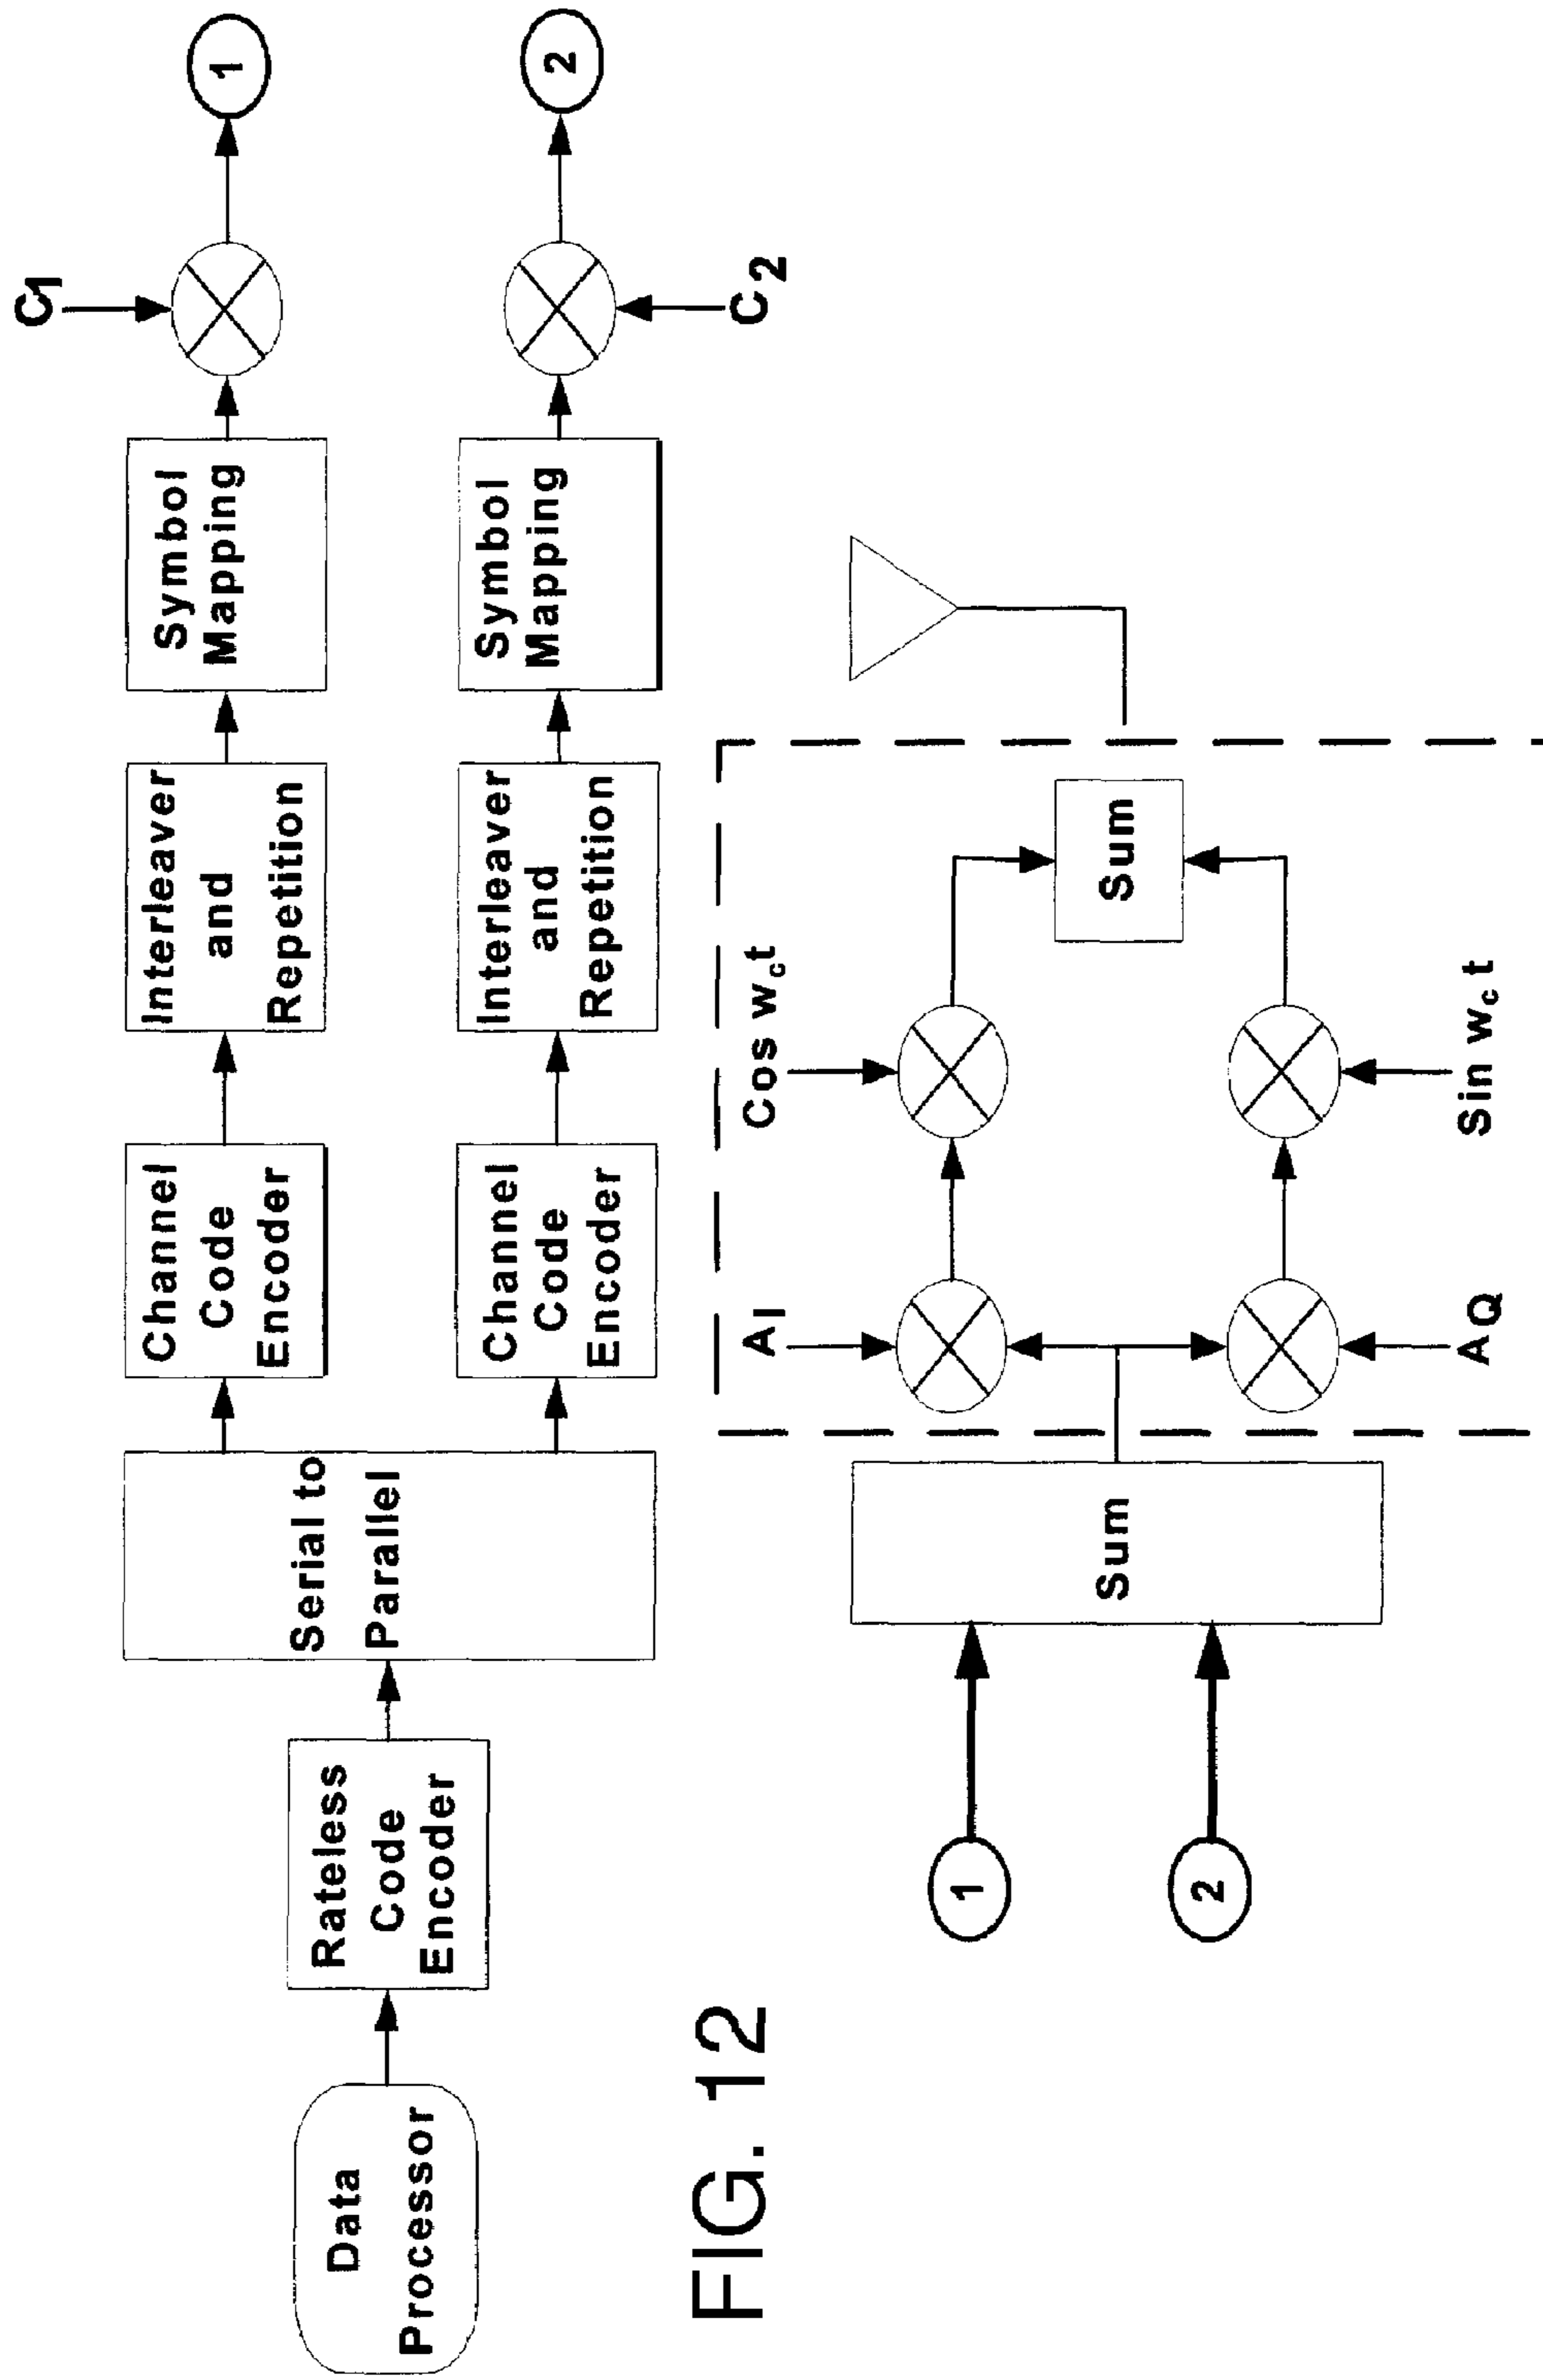 Data
Processor
Rateless
Code
Encoder
Serial to
Parallel
Channel
Code
Encoder
Interleaver
and
Repetition
Symbol
Mapping
C1
1
Channel
Code
Encoder
Interleaver
and
Repetition
Symbol
Mapping
C2
2
FIG. 12
1
2
Sum
AI
Cos wct
AQ
Sin wct
Sum